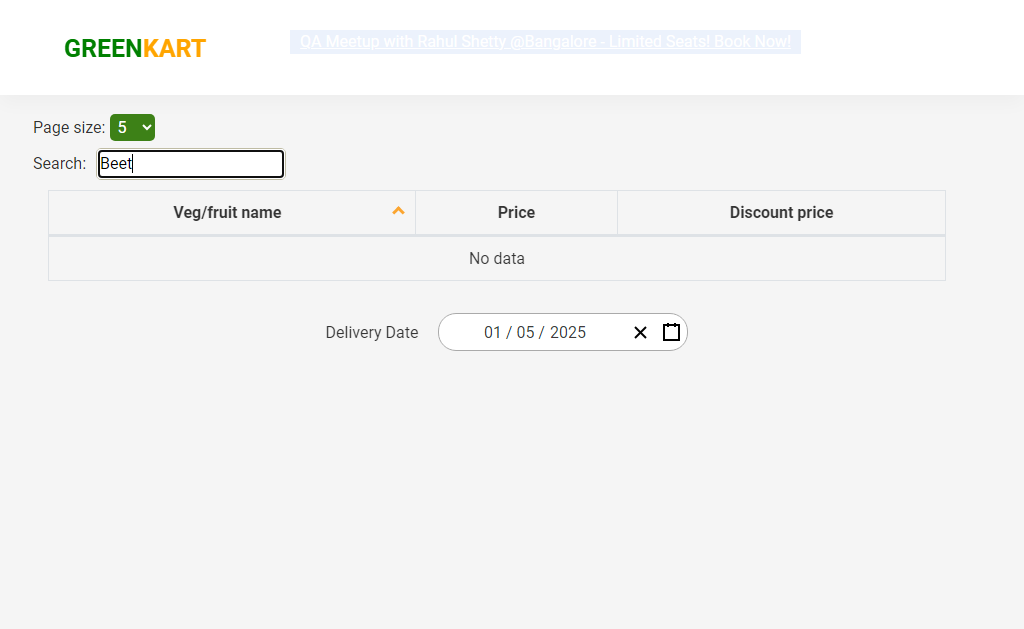 GREENKART
QA Meetup with Rahul Shetty @Bangalore - Limited Seats! Book Now!
Page size: 5
Search: Beet
Veg/fruit name Price Discount price
No data
Delivery Date 01 / 05 / 2025